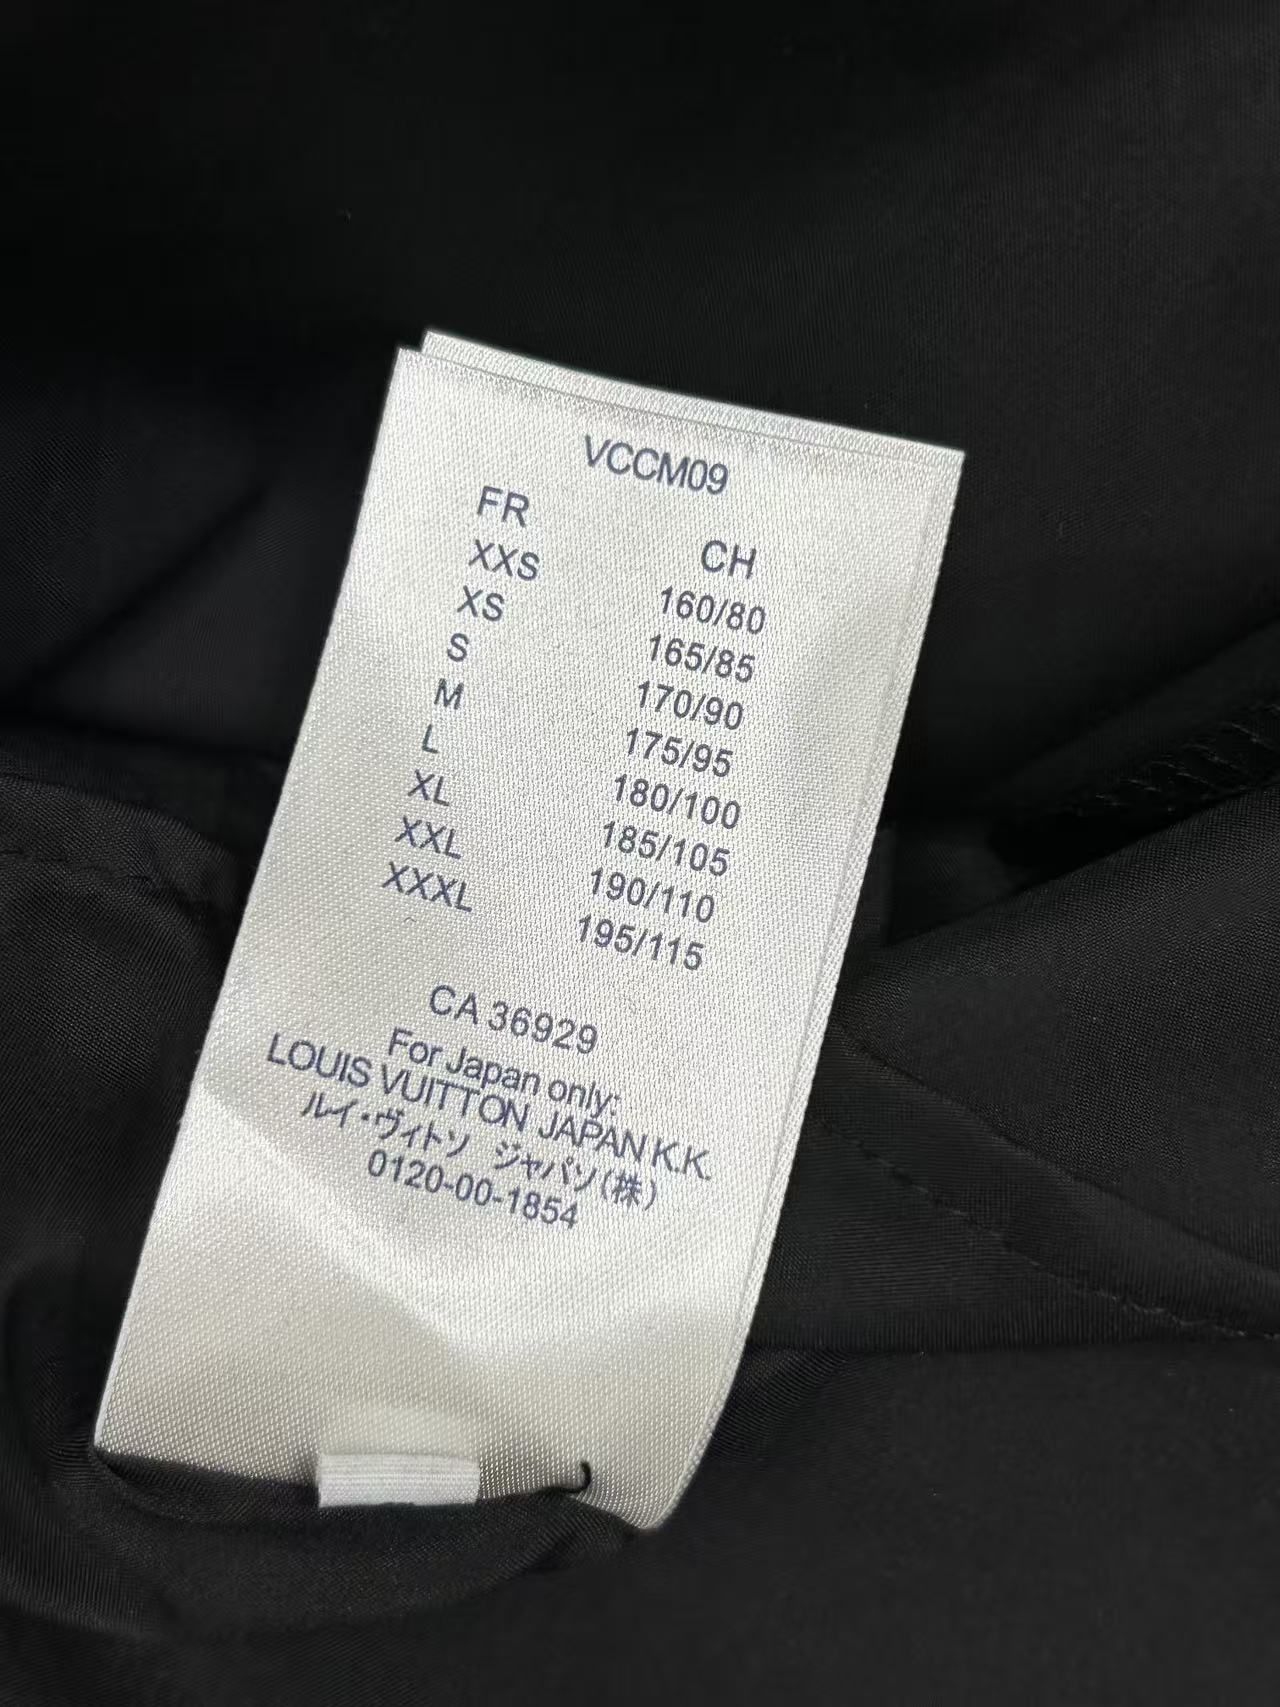 VCCM09
FR CH
XXS 160/80
XS 165/85
S 170/90
M 175/95
L 180/100
XL 185/105
XXL 190/110
XXXL 195/115
CA 36929
For Japan only:
LOUIS VUITTON JAPAN K.K.
ルイ・ヴィトソ ジャパソ(株)
0120-00-1854